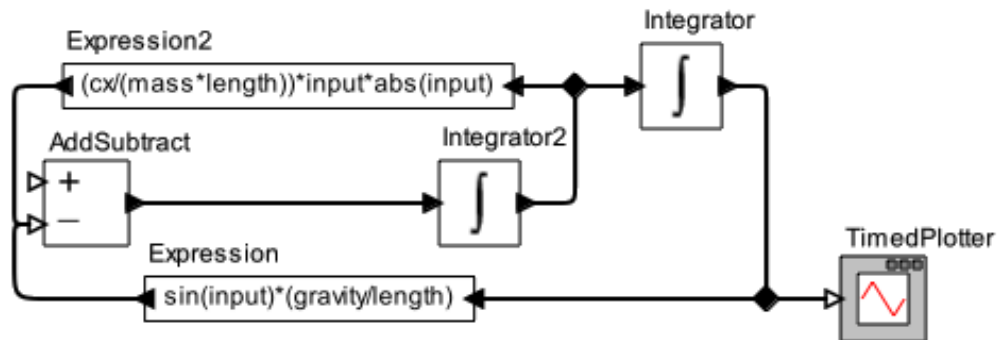 Integrator
Expression2
(cx/(mass*length))*input*abs(input)
∫
AddSubtract
Integrator2
+
−
∫
Expression
TimedPlotter
sin(input)*(gravity/length)